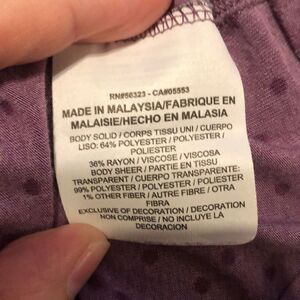 RN#56323 - CA#05553
MADE IN MALAYSIA/FABRIQUE EN
MALAISIE/HECHO EN MALASIA
BODY SOLID / CORPS TISSU UNI / CUERPO
LISO: 64% POLYESTER / POLYESTER /
POLIESTER
36% RAYON / VISCOSE / VISCOSA
BODY SHEER / PARTIE EN TISSU
TRANSPARENT / CUERPO TRANSPARENTE:
99% POLYESTER / POLYESTER / POLIESTER
1% OTHER FIBER / AUTRE FIBRE / OTRA
FIBRA
EXCLUSIVE OF DECORATION / DECORATION
NON COMPRISE / NO INCLUYE LA
DECORACION